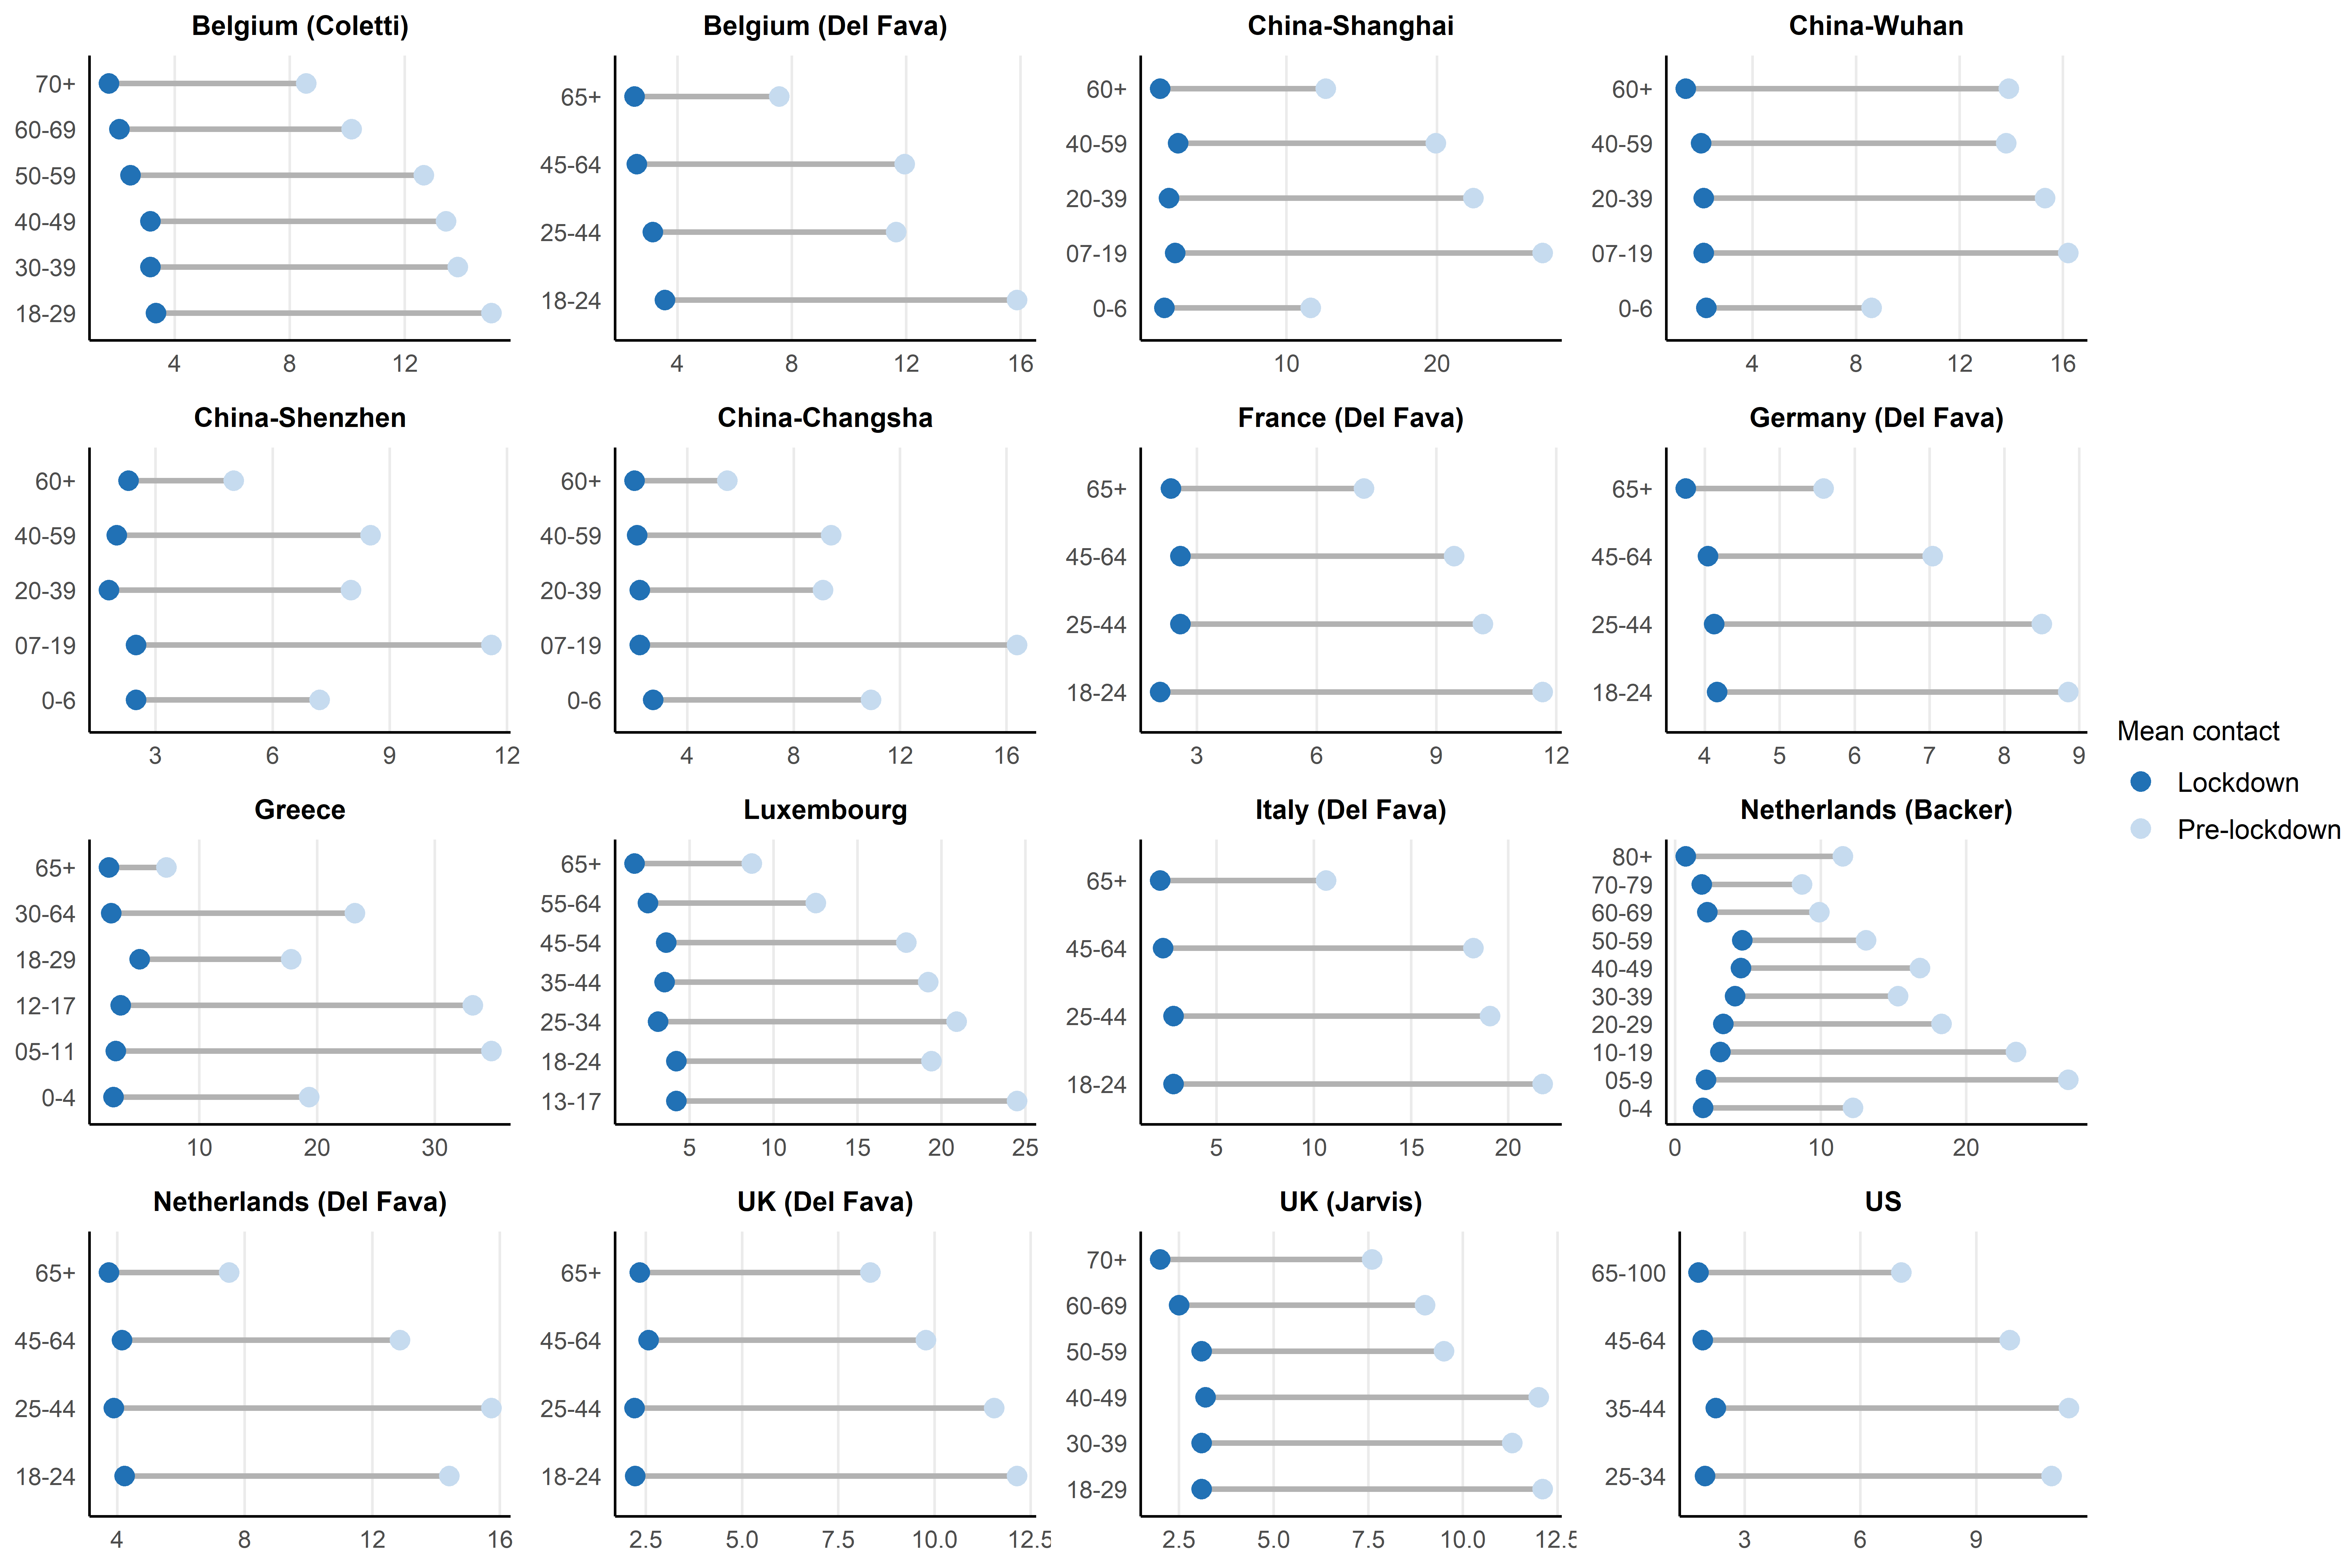 Belgium (Coletti)
70+
60-69
50-59
40-49
30-39
18-29
4 8 12
Belgium (Del Fava)
65+
45-64
25-44
18-24
4 8 12 16
China-Shanghai
60+
40-59
20-39
07-19
0-6
10 20
China-Wuhan
60+
40-59
20-39
07-19
0-6
4 8 12 16
China-Shenzhen
60+
40-59
20-39
07-19
0-6
3 6 9 12
China-Changsha
60+
40-59
20-39
07-19
0-6
4 8 12 16
France (Del Fava)
65+
45-64
25-44
18-24
3 6 9 12
Germany (Del Fava)
65+
45-64
25-44
18-24
4 5 6 7 8 9
Greece
65+
30-64
18-29
12-17
05-11
0-4
10 20 30
Luxembourg
65+
55-64
45-54
35-44
25-34
18-24
13-17
5 10 15 20 25
Italy (Del Fava)
65+
45-64
25-44
18-24
5 10 15 20
Netherlands (Backer)
80+
70-79
60-69
50-59
40-49
30-39
20-29
10-19
05-9
0-4
0 10 20
Netherlands (Del Fava)
65+
45-64
25-44
18-24
4 8 12 16
UK (Del Fava)
65+
45-64
25-44
18-24
2.5 5.0 7.5 10.0 12.5
UK (Jarvis)
70+
60-69
50-59
40-49
30-39
18-29
2.5 5.0 7.5 10.0 12.5
US
65-100
45-64
35-44
25-34
3 6 9
Mean contact
Lockdown
Pre-lockdown